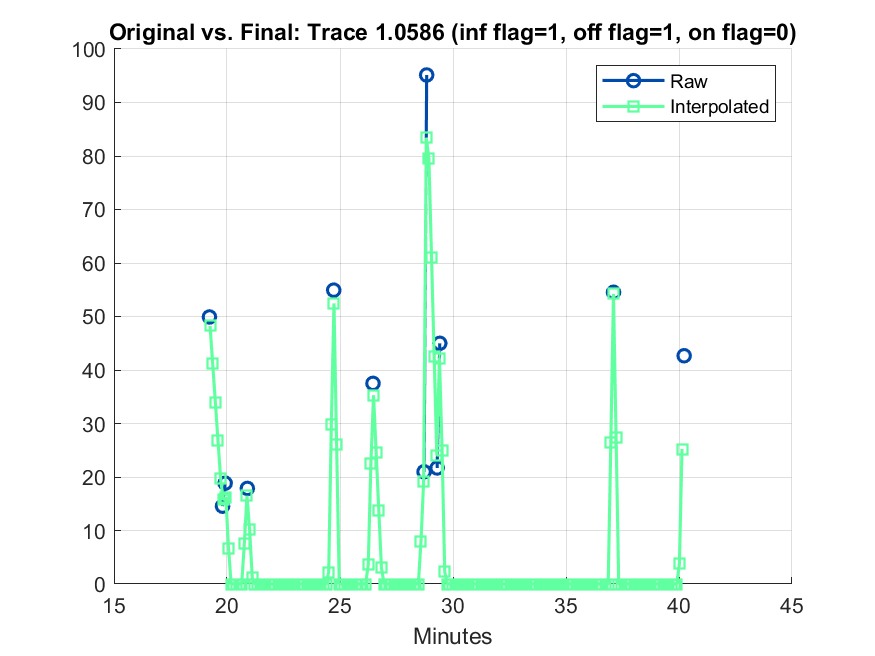 Original vs. Final: Trace 1.0586 (inf flag=1, off flag=1, on flag=0)
100
90
80
70
60
50
40
30
20
10
0
Raw
Interpolated
15 20 25 30 35 40 45
Minutes